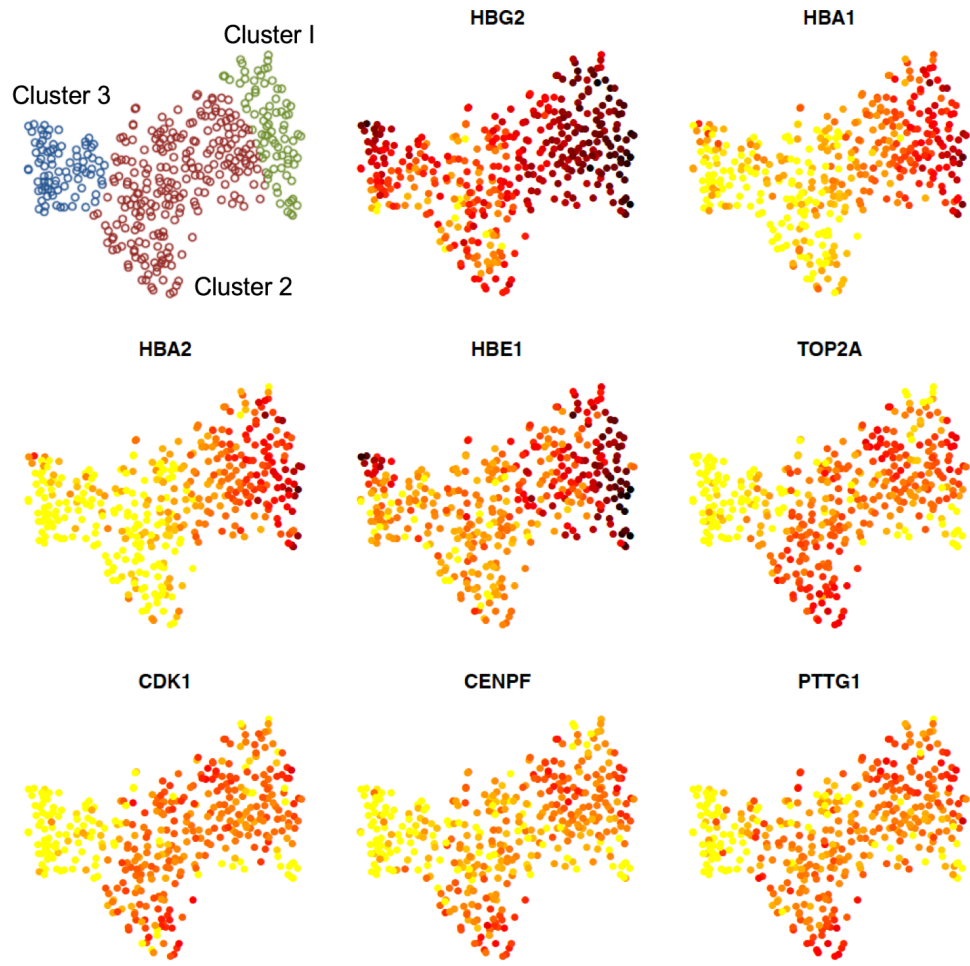 Cluster I
Cluster 3
Cluster 2
HBG2
HBA1
HBA2
HBE1
TOP2A
CDK1
CENPF
PTTG1